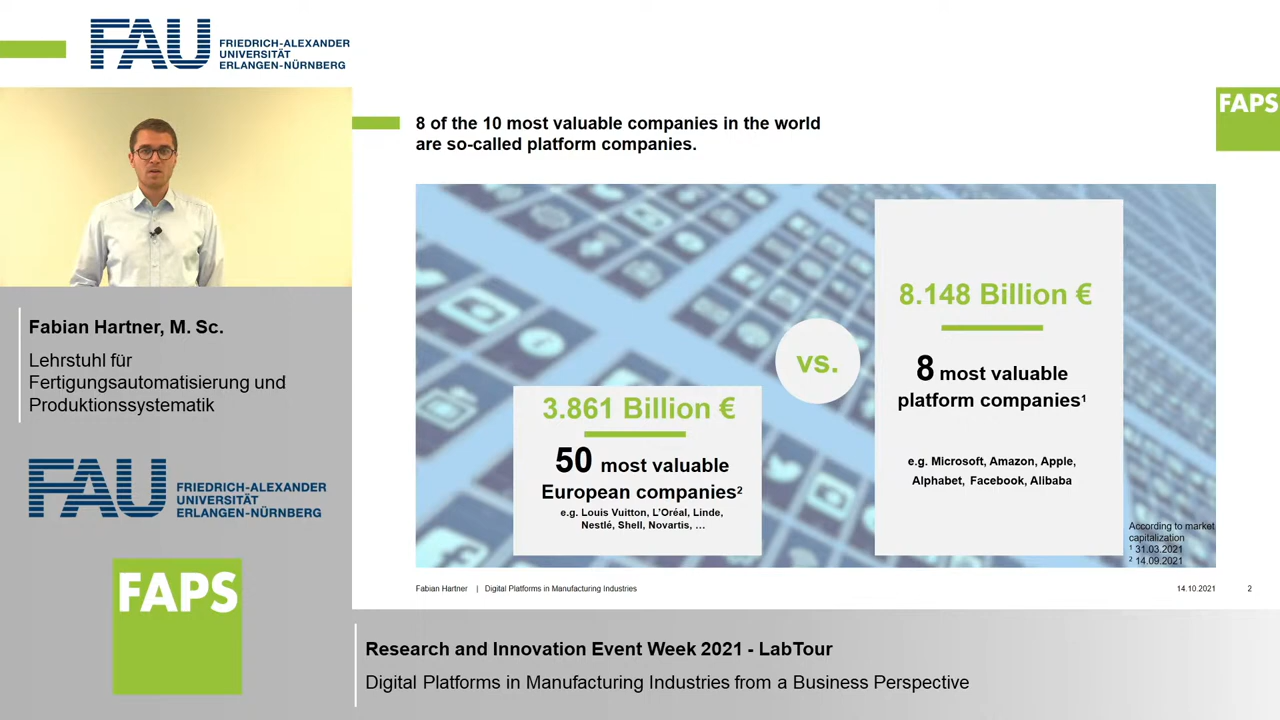 FAU FRIEDRICH-ALEXANDER
UNIVERSITÄT
ERLANGEN-NÜRNBERG
FAPS
8 of the 10 most valuable companies in the world
are so-called platform companies.
3.861 Billion €
50 most valuable
European companies²
e.g. Louis Vuitton, L'Oréal, Linde,
Nestlé, Shell, Novartis, …
vs.
8.148 Billion €
8 most valuable
platform companies¹
e.g. Microsoft, Amazon, Apple,
Alphabet, Facebook, Alibaba
According to market
capitalization
¹ 31.03.2021
² 14.09.2021
Fabian Hartner | Digital Platforms in Manufacturing Industries 14.10.2021 2
Fabian Hartner, M. Sc.
Lehrstuhl für
Fertigungsautomatisierung und
Produktionssystematik
FAU FRIEDRICH-ALEXANDER
UNIVERSITÄT
ERLANGEN-NÜRNBERG
FAPS
Research and Innovation Event Week 2021 - LabTour
Digital Platforms in Manufacturing Industries from a Business Perspective